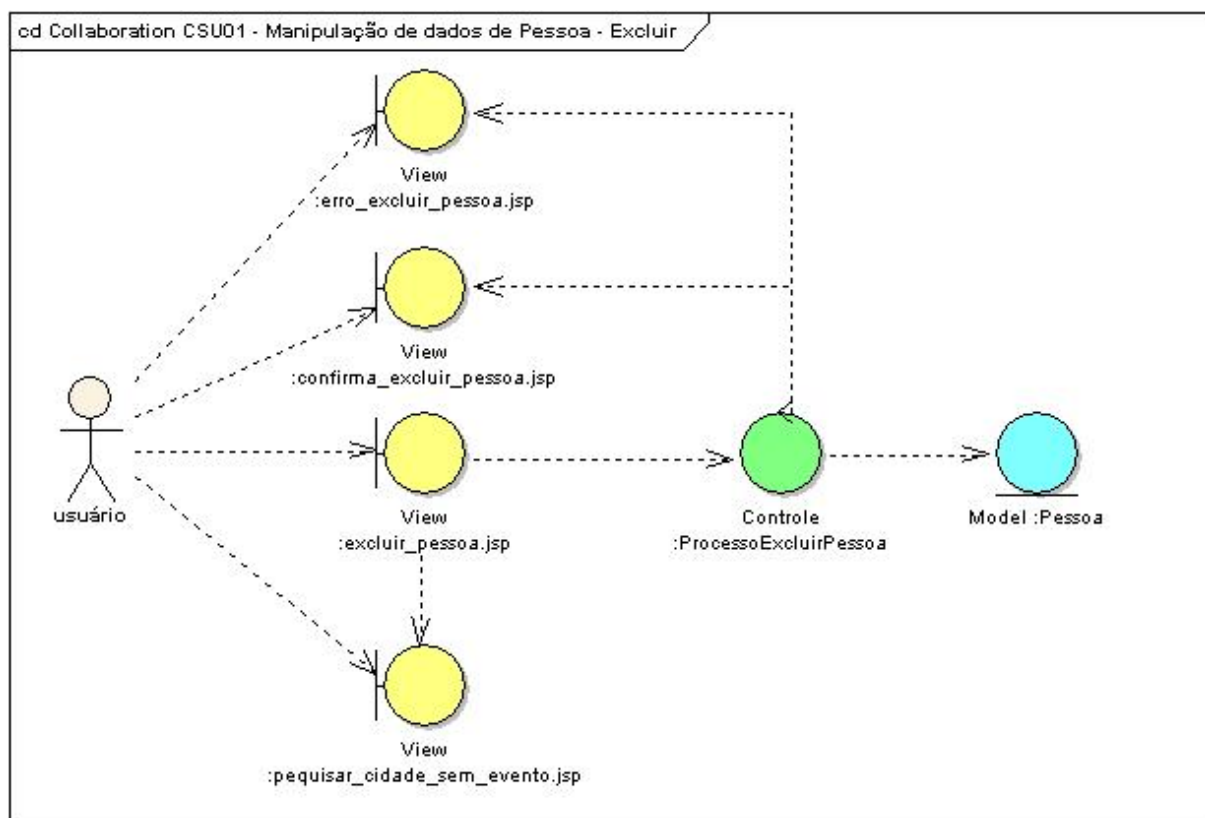 cd Collaboration CSU01 - Manipulação de dados de Pessoa - Excluir
View
:erro_excluir_pessoa.jsp
View
:confirma_excluir_pessoa.jsp
usuário
View
:excluir_pessoa.jsp
Controle
:ProcessoExcluirPessoa
Model :Pessoa
View
:pequisar_cidade_sem_evento.jsp